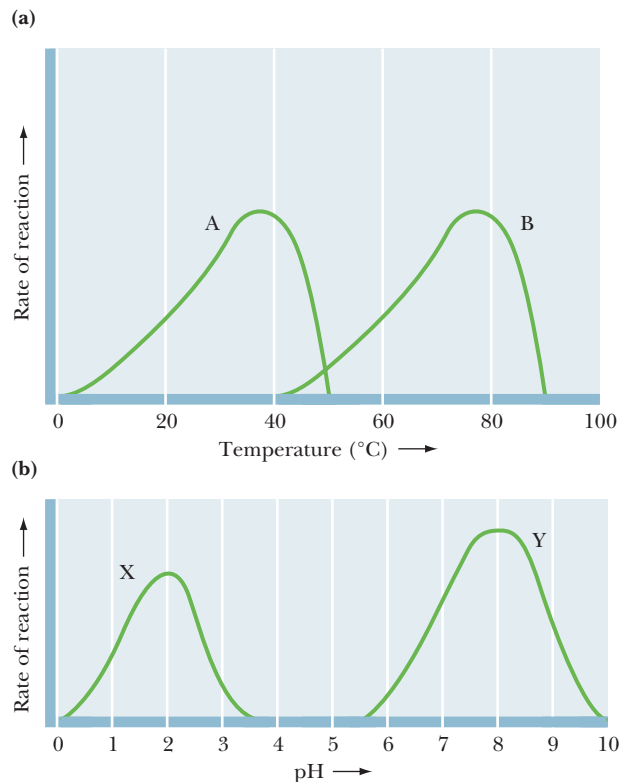 (a)
Rate of reaction
A
B
0 20 40 60 80 100
Temperature (°C)
(b)
Rate of reaction
X
Y
0 1 2 3 4 5 6 7 8 9 10
pH